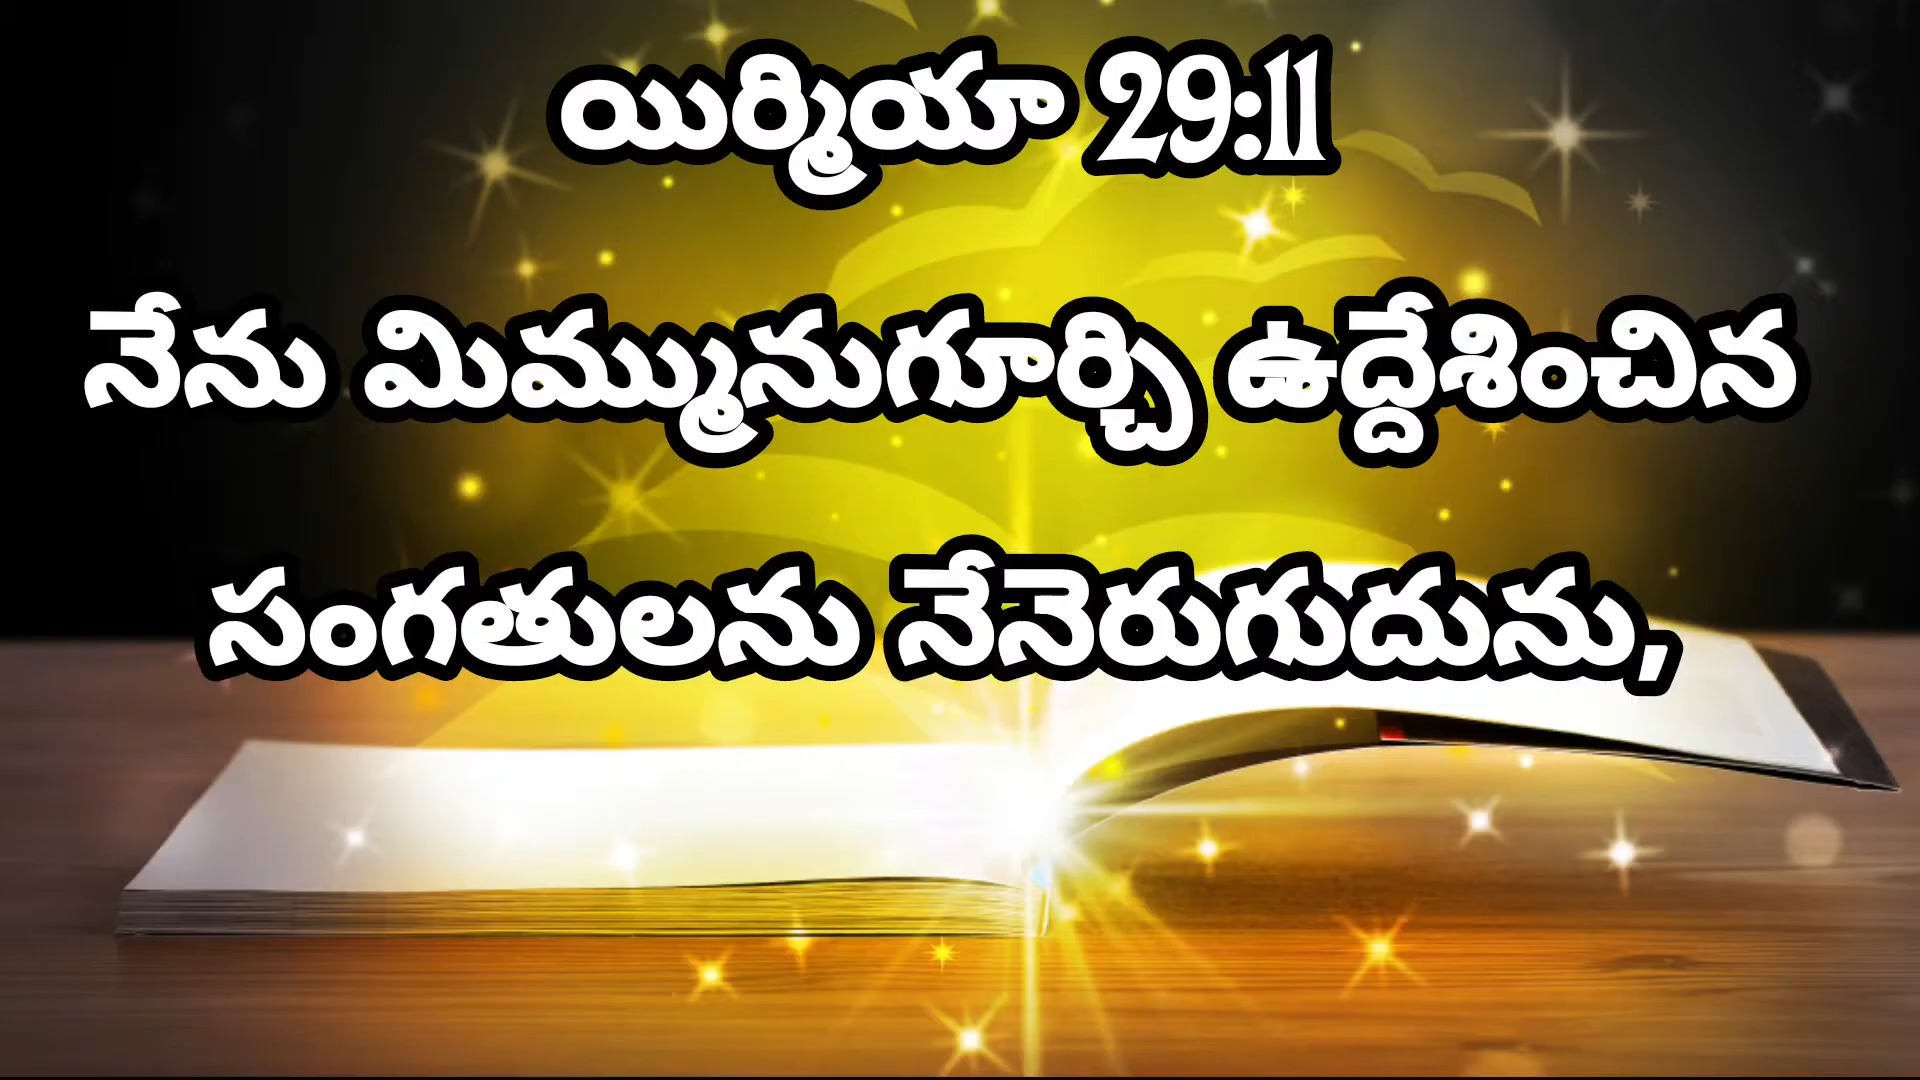 యిర్మియా 29:11
నేను మిమ్మునుగూర్చి ఉద్దేశించిన
సంగతులను నేనెరుగుదును,